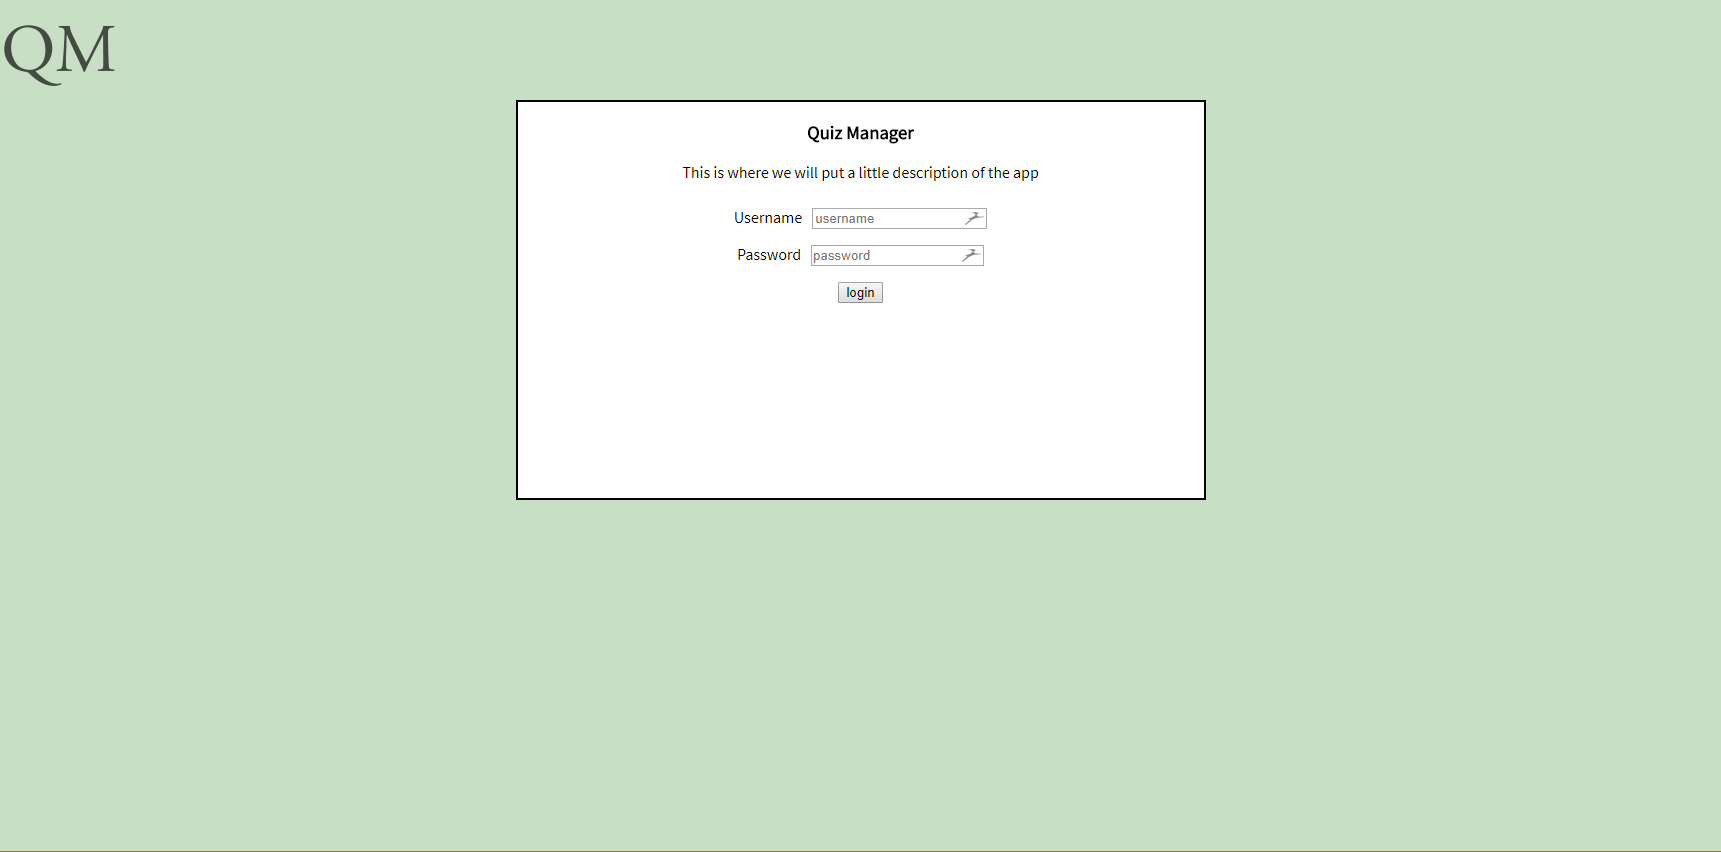 QM
Quiz Manager
This is where we will put a little description of the app
Username username
Password password
login